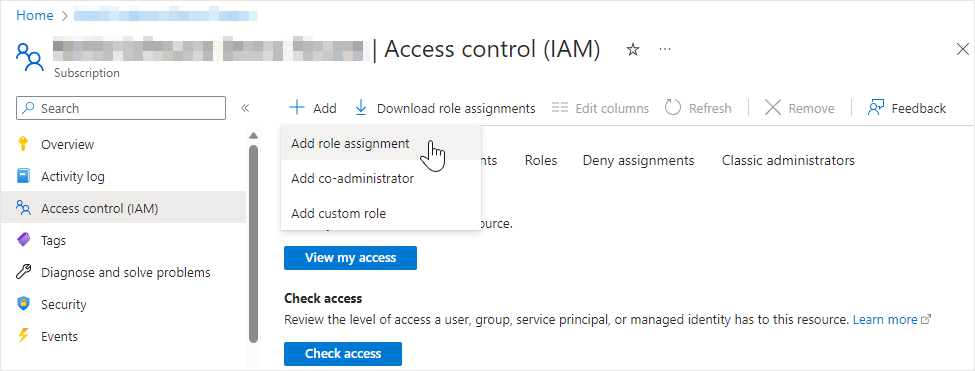 Home >
| Access control (IAM) ☆ ...
Subscription
Search «
+ Add Download role assignments Edit columns Refresh Remove Feedback
Overview
Activity log
Access control (IAM)
Tags
Diagnose and solve problems
Security
Events
Add role assignment
Add co-administrator
Add custom role
nts Roles Deny assignments Classic administrators
ource.
View my access
Check access
Review the level of access a user, group, service principal, or managed identity has to this resource. Learn more
Check access